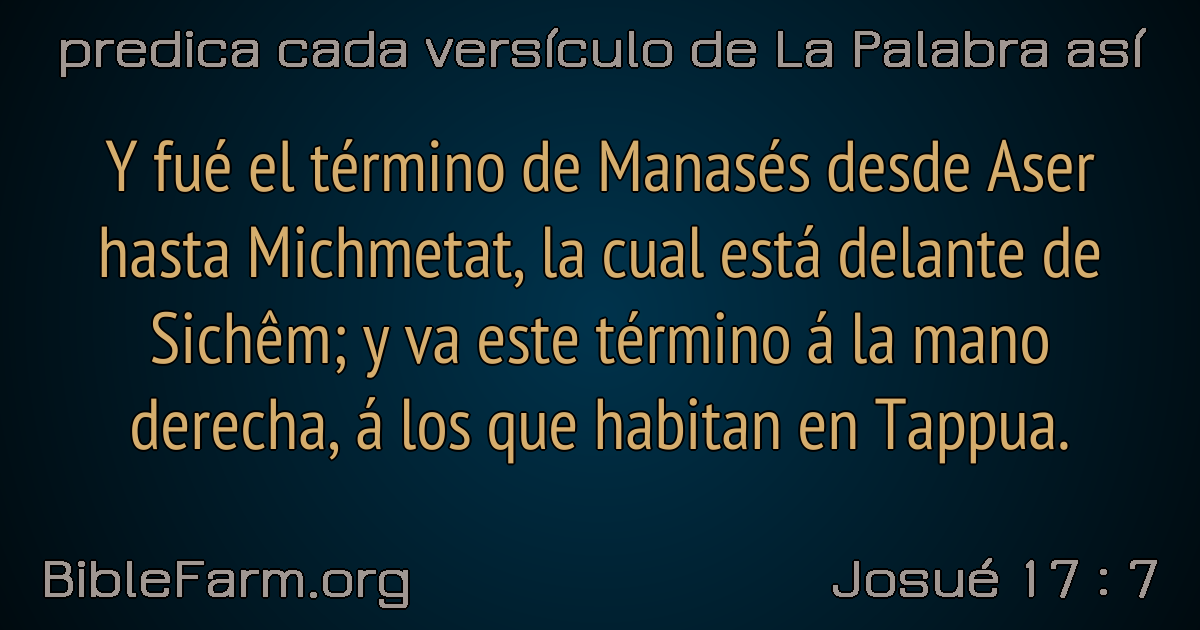 predica cada versículo de La Palabra así
Y fué el término de Manasés desde Aser
hasta Michmetat, la cual está delante de
Sichêm; y va este término á la mano
derecha, á los que habitan en Tappua.
BibleFarm.org
Josué 17 : 7